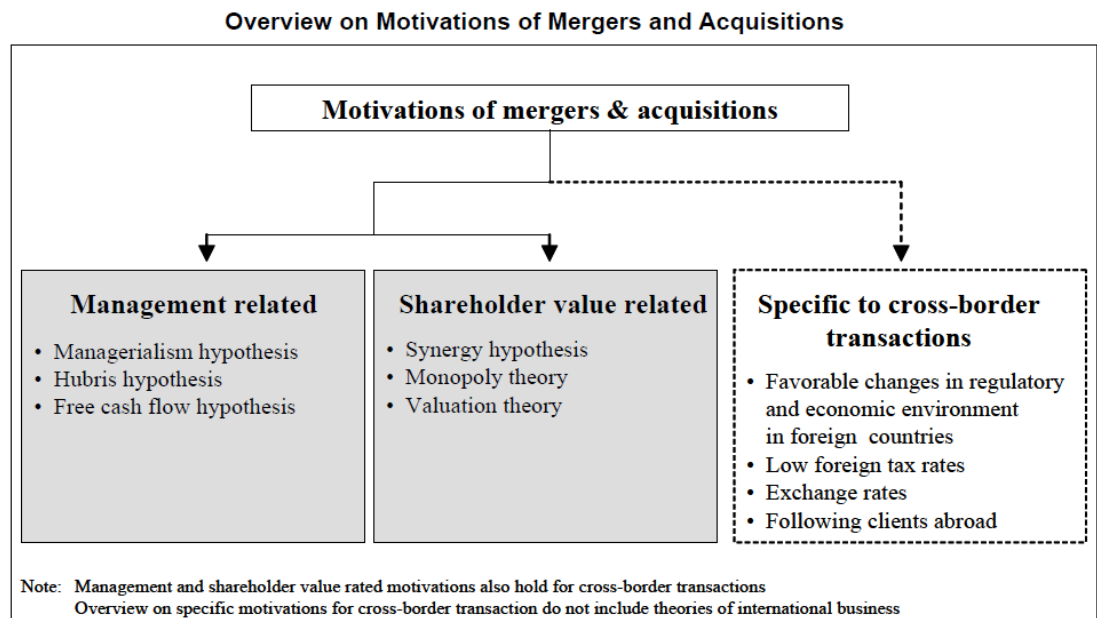 Overview on Motivations of Mergers and Acquisitions
Motivations of mergers & acquisitions
Management related
• Managerialism hypothesis
• Hubris hypothesis
• Free cash flow hypothesis
Shareholder value related
• Synergy hypothesis
• Monopoly theory
• Valuation theory
Specific to cross-border
transactions
• Favorable changes in regulatory
and economic environment
in foreign countries
• Low foreign tax rates
• Exchange rates
• Following clients abroad
Note: Management and shareholder value rated motivations also hold for cross-border transactions
Overview on specific motivations for cross-border transaction do not include theories of international business